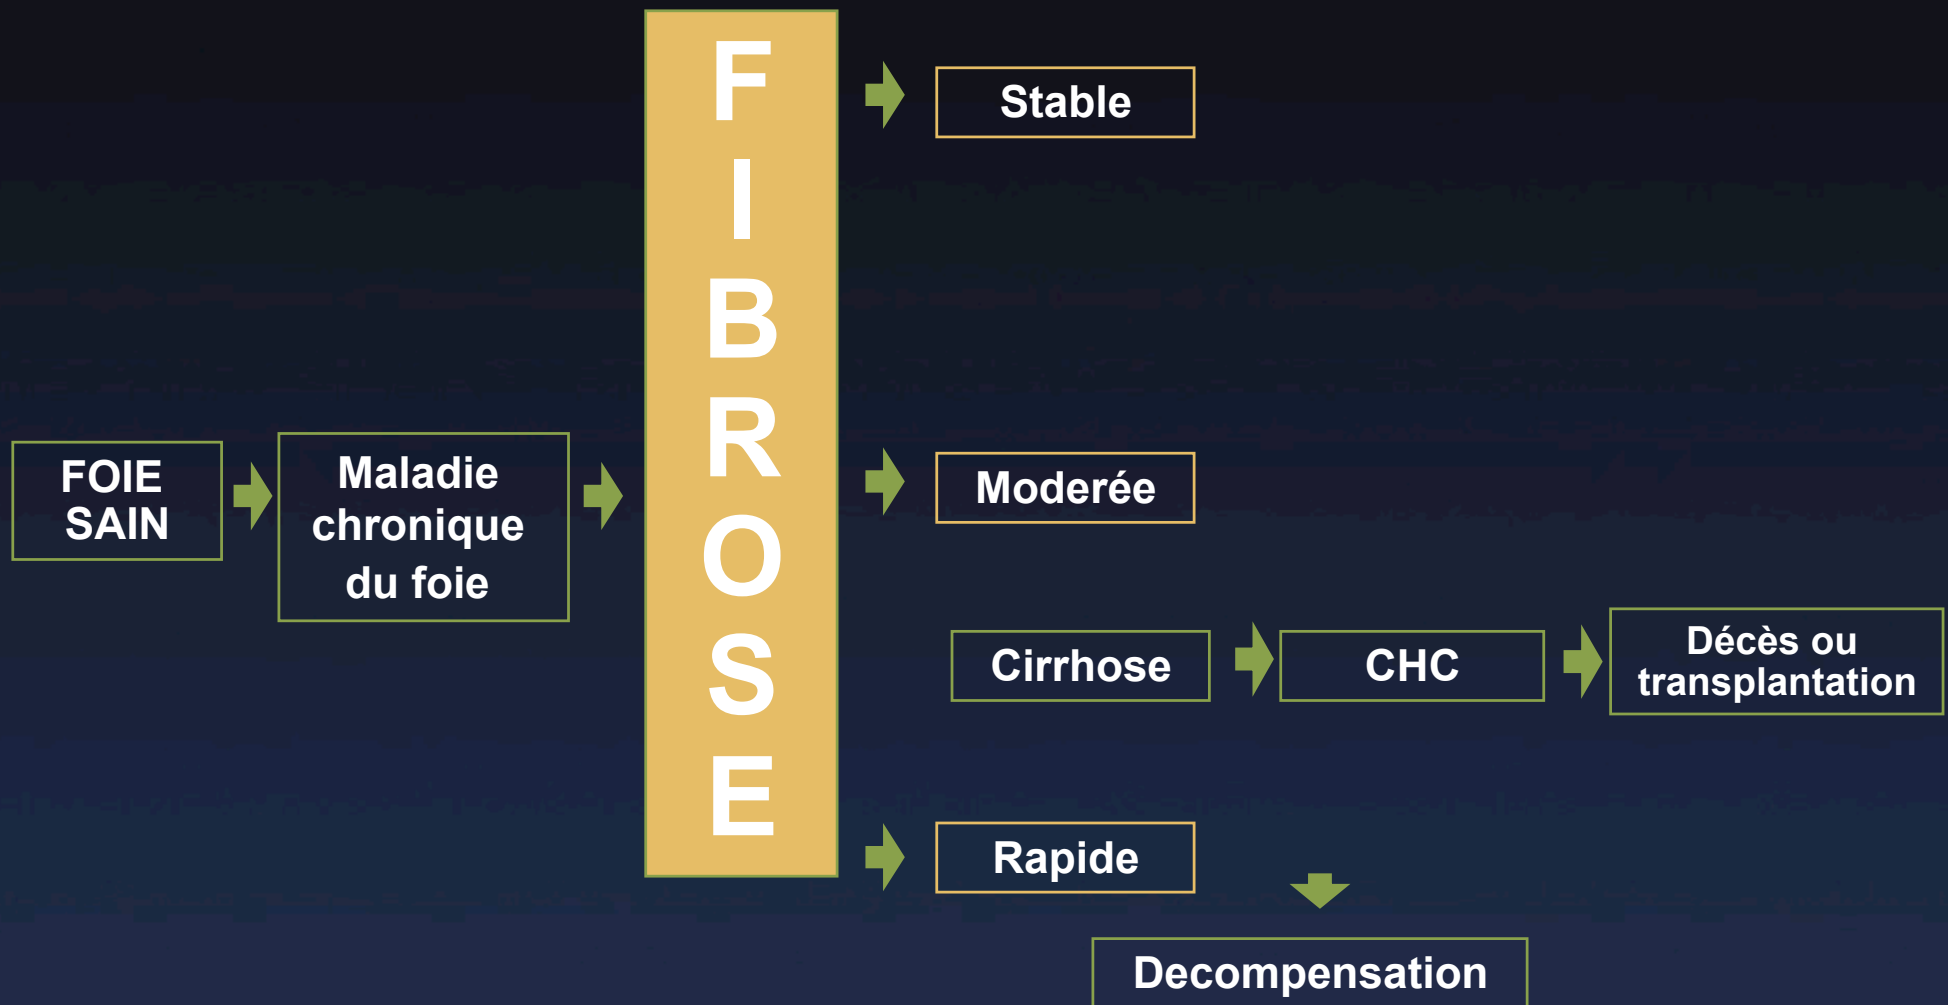 FOIE
SAIN
Maladie
chronique
du foie
F
I
B
R
O
S
E
Stable
Moderée
Cirrhose
CHC
Décès ou
transplantation
Rapide
Decompensation